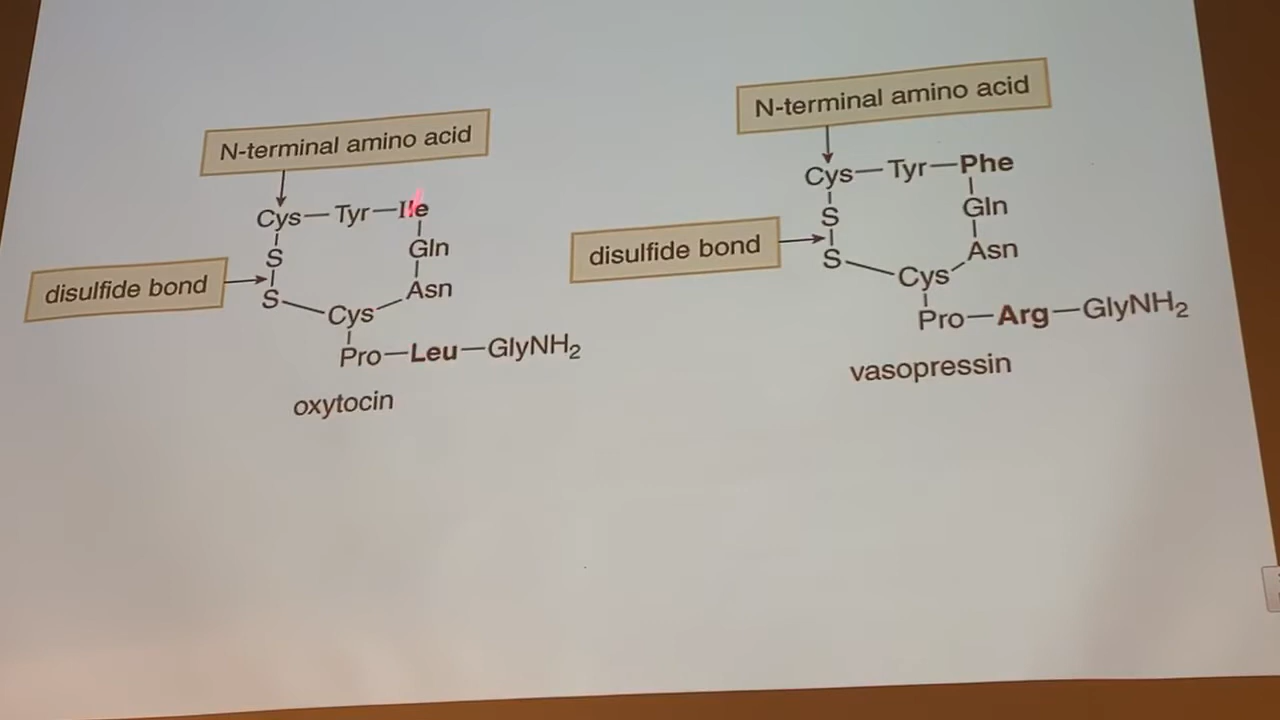 N-terminal amino acid
Cys—Tyr—Ile
S
Gln
disulfide bond
S
Asn
Cys
Pro—Leu—GlyNH₂
oxytocin
N-terminal amino acid
Cys—Tyr—Phe
S
Gln
disulfide bond
S
Asn
Cys
Pro—Arg—GlyNH₂
vasopressin